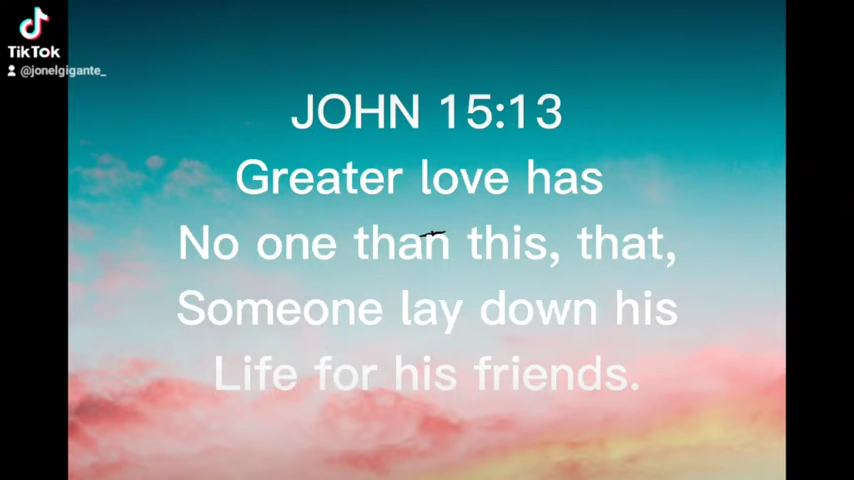 TikTok
@jonelgigante_
JOHN 15:13
Greater love has
No one than this, that,
Someone lay down his
Life for his friends.